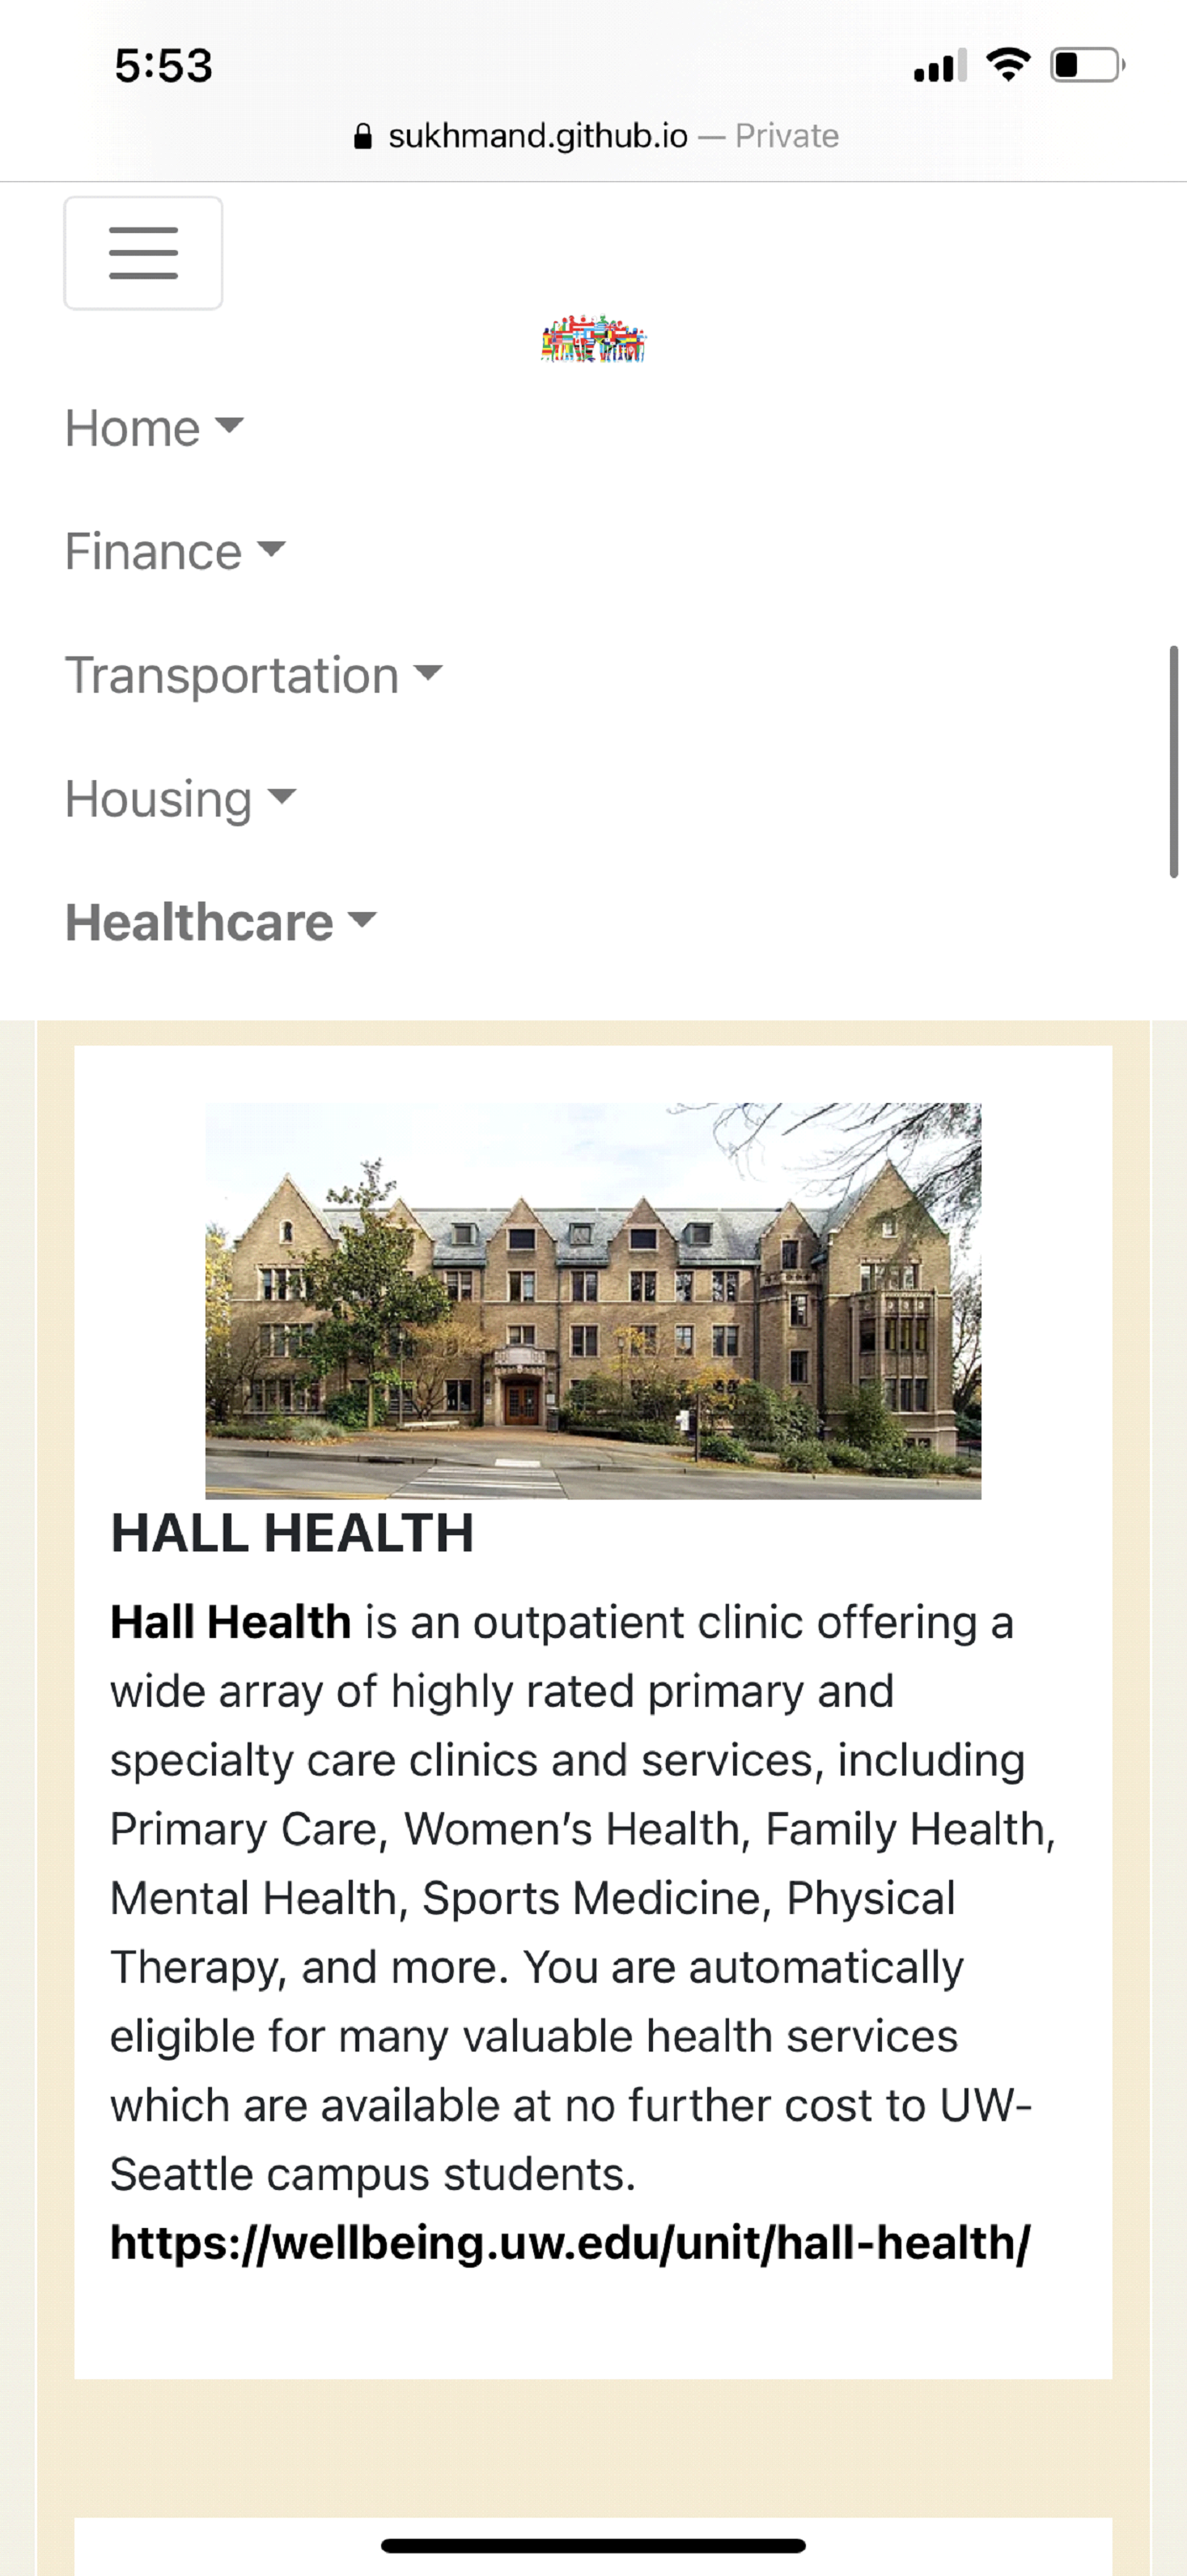 5:53
sukhmand.github.io — Private
Home
Finance
Transportation
Housing
Healthcare
HALL HEALTH
Hall Health is an outpatient clinic offering a
wide array of highly rated primary and
specialty care clinics and services, including
Primary Care, Women’s Health, Family Health,
Mental Health, Sports Medicine, Physical
Therapy, and more. You are automatically
eligible for many valuable health services
which are available at no further cost to UW-
Seattle campus students.
https://wellbeing.uw.edu/unit/hall-health/